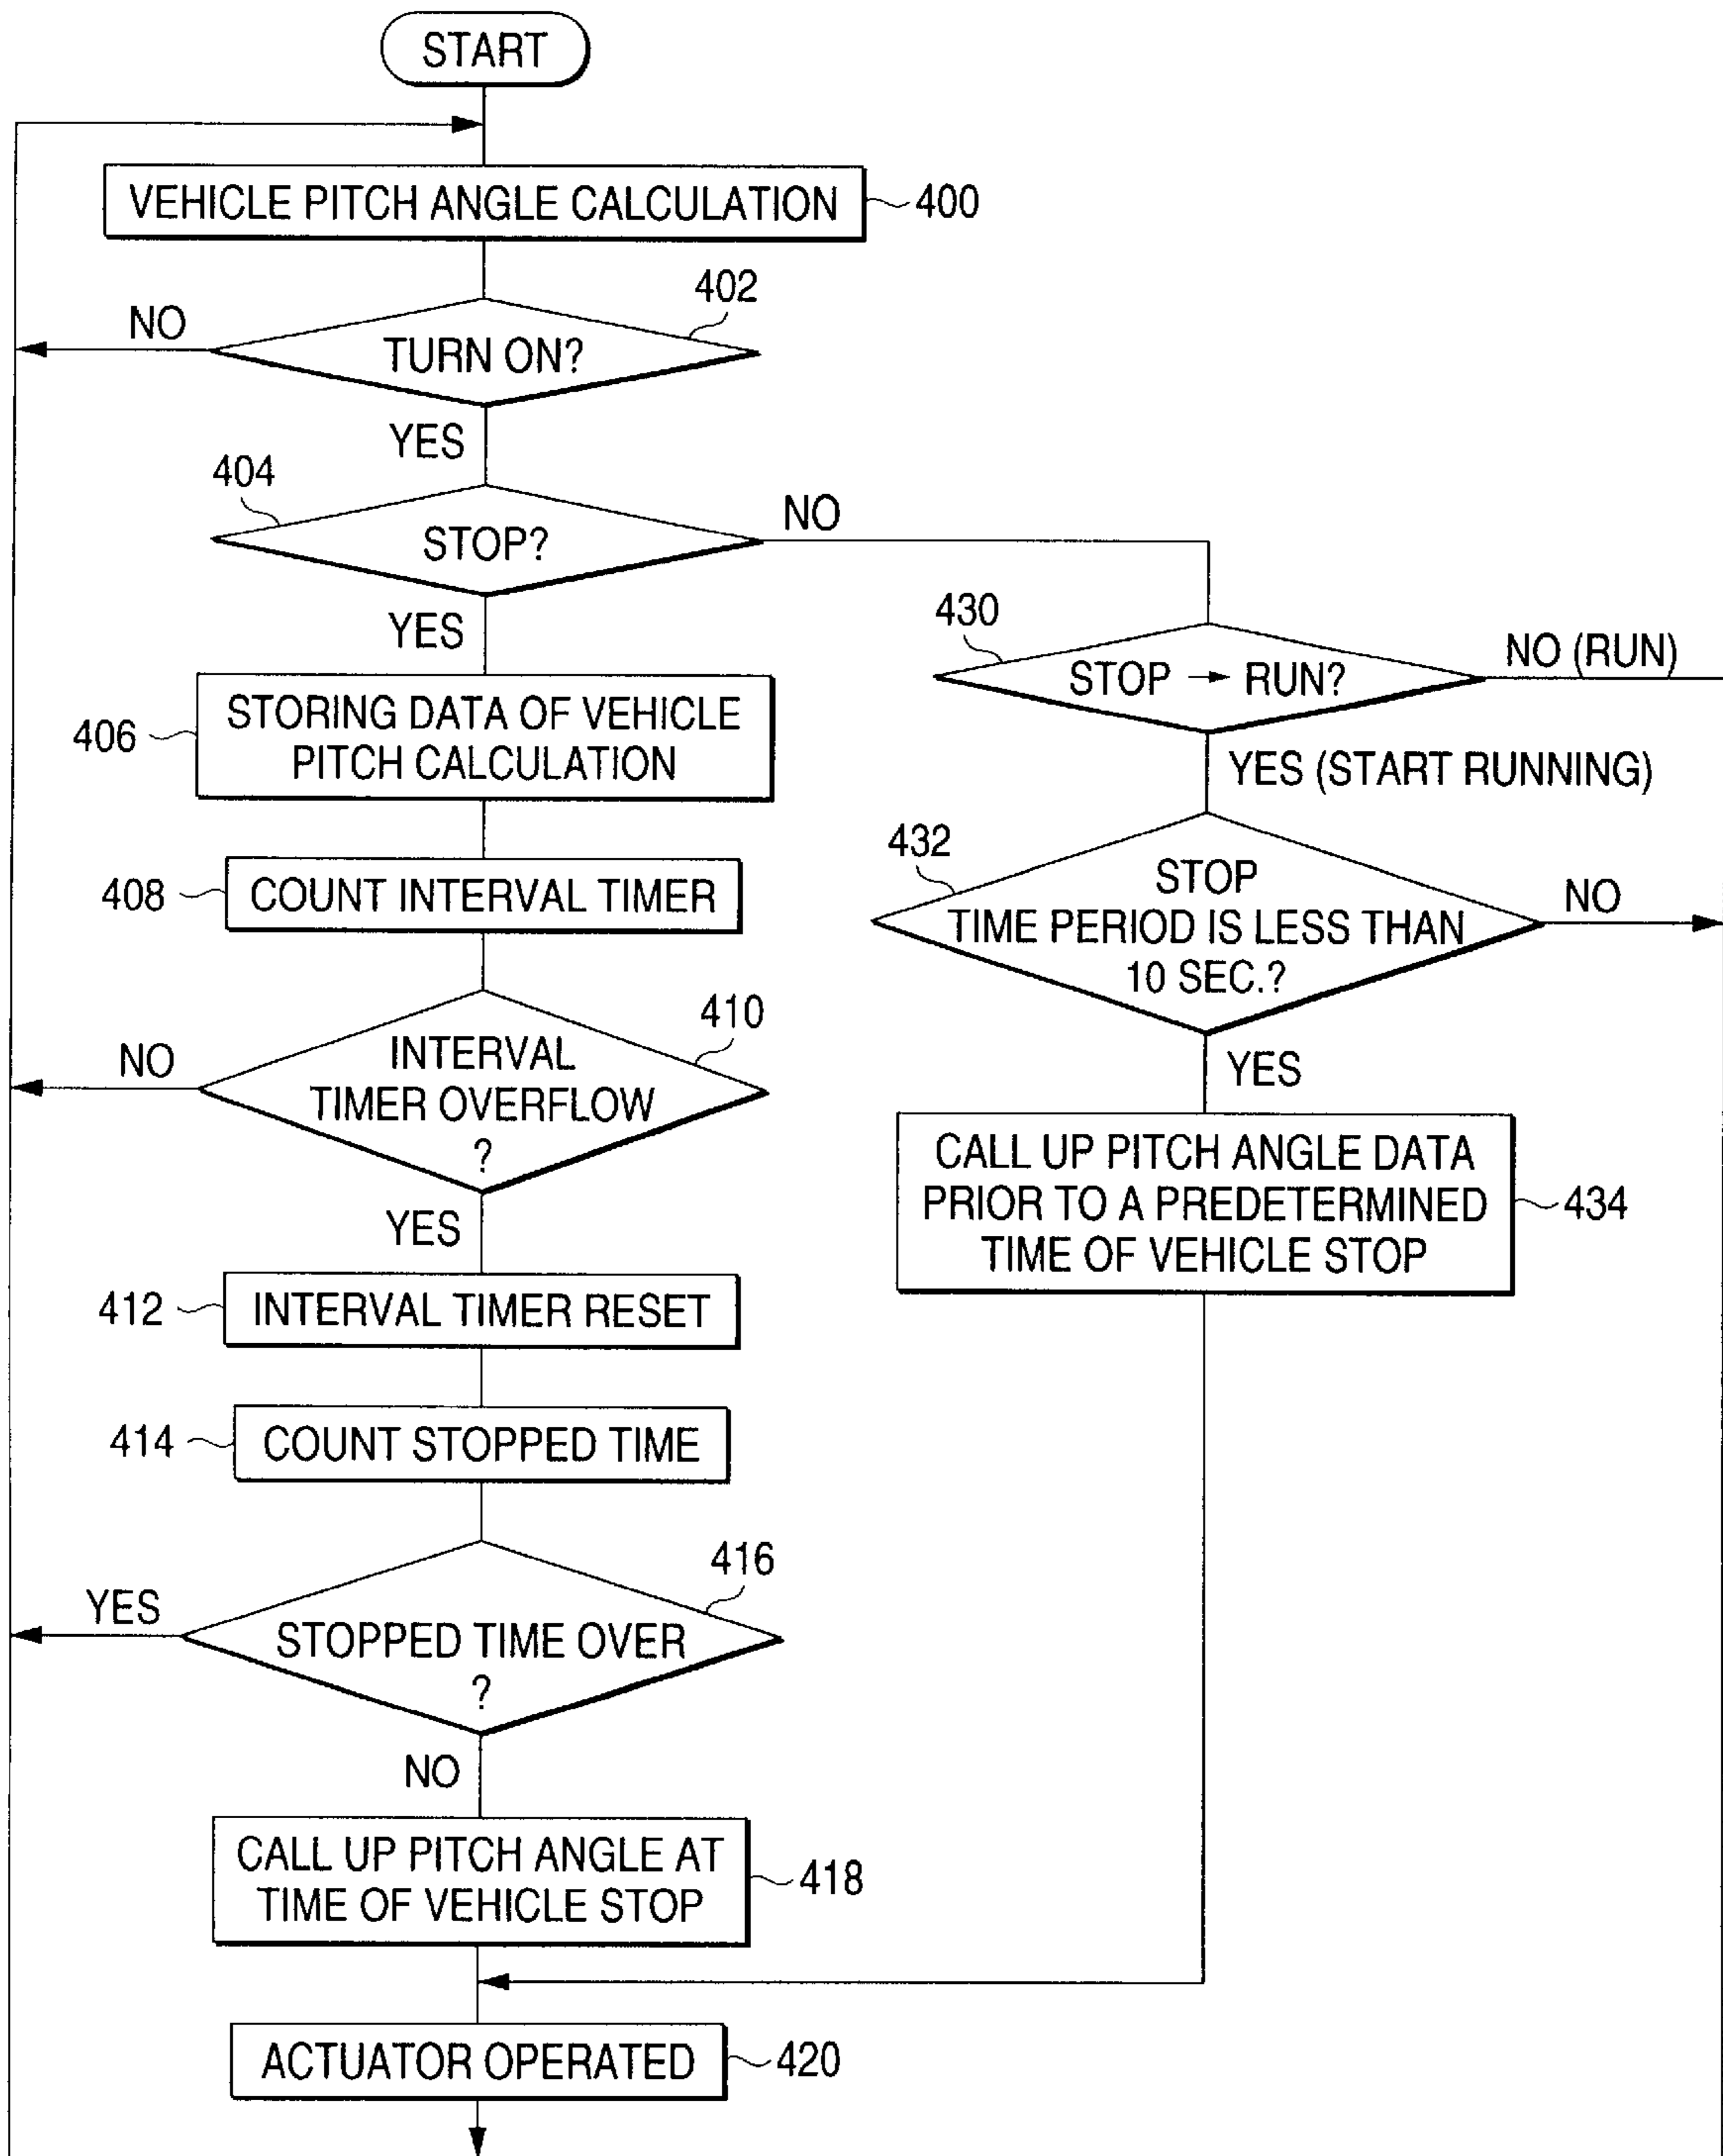 START
VEHICLE PITCH ANGLE CALCULATION
400
402
NO
TURN ON?
YES
404
NO
STOP?
YES
430
NO (RUN)
STOP → RUN?
STORING DATA OF VEHICLE
PITCH CALCULATION
406
YES (START RUNNING)
432
STOP
TIME PERIOD IS LESS THAN
10 SEC.?
NO
408
COUNT INTERVAL TIMER
410
NO
INTERVAL
TIMER OVERFLOW
?
YES
YES
CALL UP PITCH ANGLE DATA
PRIOR TO A PREDETERMINED
TIME OF VEHICLE STOP
434
412
INTERVAL TIMER RESET
414
COUNT STOPPED TIME
416
YES
STOPPED TIME OVER
?
NO
CALL UP PITCH ANGLE AT
TIME OF VEHICLE STOP
418
ACTUATOR OPERATED
420